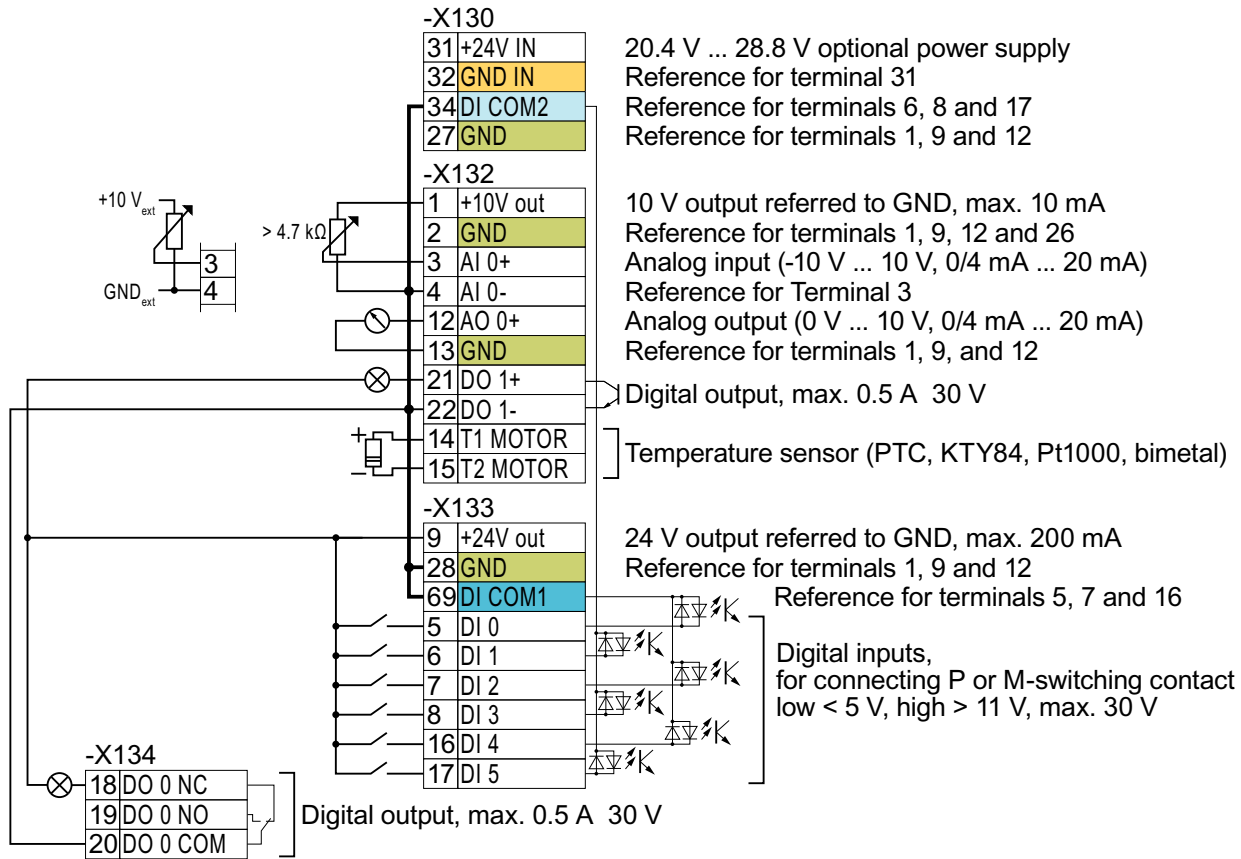 -X130
31 +24V IN 20.4 V ... 28.8 V optional power supply
32 GND IN Reference for terminal 31
34 DI COM2 Reference for terminals 6, 8 and 17
27 GND Reference for terminals 1, 9 and 12
-X132
+10 Vext
> 4.7 kΩ
3
4
GNDext
1 +10V out 10 V output referred to GND, max. 10 mA
2 GND Reference for terminals 1, 9, 12 and 26
3 AI 0+ Analog input (-10 V ... 10 V, 0/4 mA ... 20 mA)
4 AI 0- Reference for Terminal 3
12 AO 0+ Analog output (0 V ... 10 V, 0/4 mA ... 20 mA)
13 GND Reference for terminals 1, 9, and 12
21 DO 1+
22 DO 1-
Digital output, max. 0.5 A 30 V
+
−
14 T1 MOTOR
15 T2 MOTOR
Temperature sensor (PTC, KTY84, Pt1000, bimetal)
-X133
9 +24V out 24 V output referred to GND, max. 200 mA
28 GND Reference for terminals 1, 9 and 12
69 DI COM1 Reference for terminals 5, 7 and 16
5 DI 0
6 DI 1
7 DI 2
8 DI 3
16 DI 4
17 DI 5
Digital inputs,
for connecting P or M-switching contact
low < 5 V, high > 11 V, max. 30 V
-X134
18 DO 0 NC
19 DO 0 NO
20 DO 0 COM
Digital output, max. 0.5 A 30 V